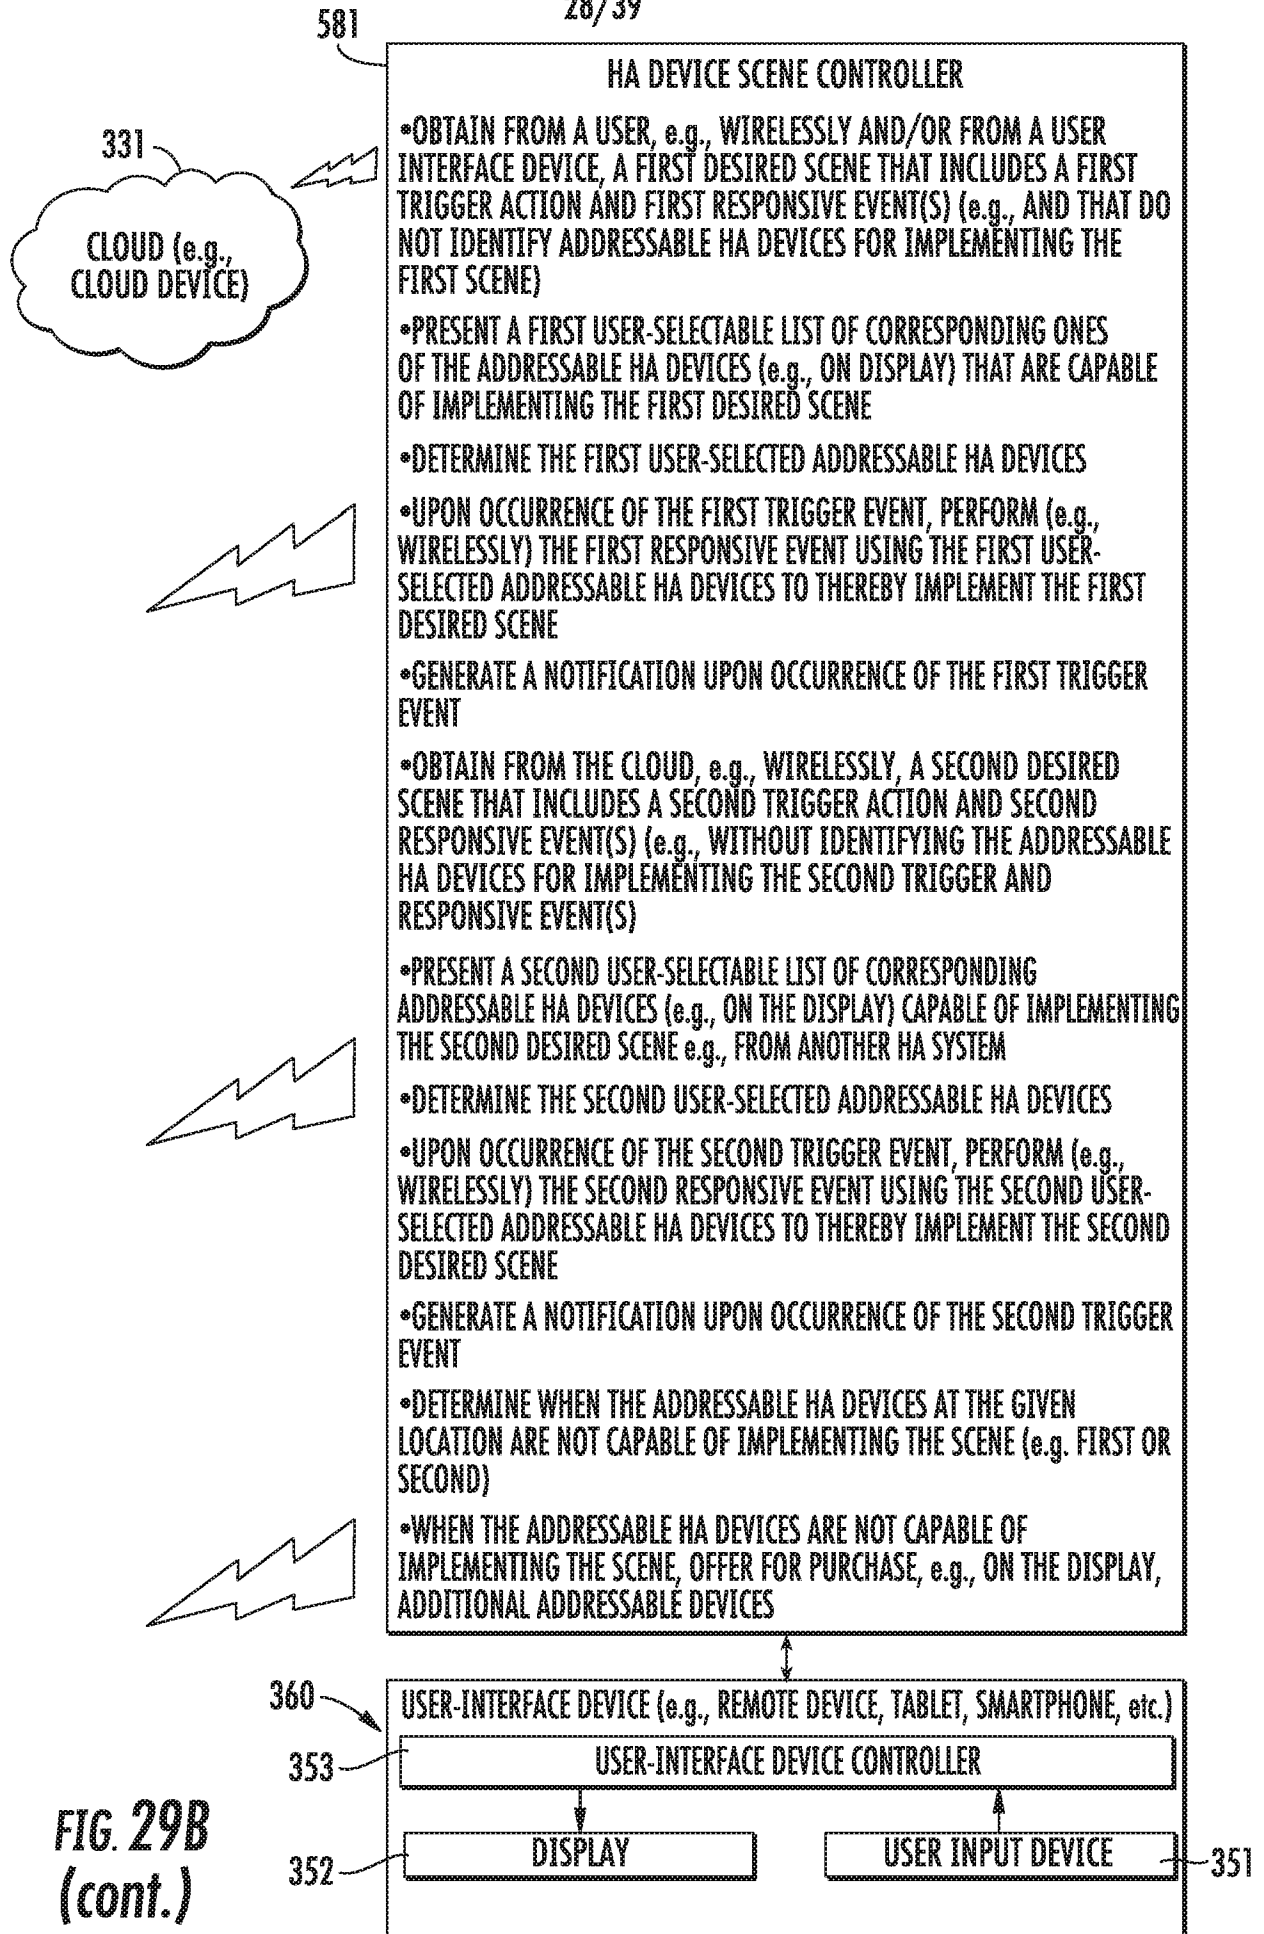 28/39
581
HA DEVICE SCENE CONTROLLER
•OBTAIN FROM A USER, e.g., WIRELESSLY AND/OR FROM A USER
INTERFACE DEVICE, A FIRST DESIRED SCENE THAT INCLUDES A FIRST
TRIGGER ACTION AND FIRST RESPONSIVE EVENT(S) (e.g., AND THAT DO
NOT IDENTIFY ADDRESSABLE HA DEVICES FOR IMPLEMENTING THE
FIRST SCENE)
331
CLOUD (e.g.,
CLOUD DEVICE)
•PRESENT A FIRST USER-SELECTABLE LIST OF CORRESPONDING ONES
OF THE ADDRESSABLE HA DEVICES (e.g., ON DISPLAY) THAT ARE CAPABLE
OF IMPLEMENTING THE FIRST DESIRED SCENE
•DETERMINE THE FIRST USER-SELECTED ADDRESSABLE HA DEVICES
•UPON OCCURRENCE OF THE FIRST TRIGGER EVENT, PERFORM (e.g.,
WIRELESSLY) THE FIRST RESPONSIVE EVENT USING THE FIRST USER-
SELECTED ADDRESSABLE HA DEVICES TO THEREBY IMPLEMENT THE FIRST
DESIRED SCENE
•GENERATE A NOTIFICATION UPON OCCURRENCE OF THE FIRST TRIGGER
EVENT
•OBTAIN FROM THE CLOUD, e.g., WIRELESSLY, A SECOND DESIRED
SCENE THAT INCLUDES A SECOND TRIGGER ACTION AND SECOND
RESPONSIVE EVENT(S) (e.g., WITHOUT IDENTIFYING THE ADDRESSABLE
HA DEVICES FOR IMPLEMENTING THE SECOND TRIGGER AND
RESPONSIVE EVENT(S)
•PRESENT A SECOND USER-SELECTABLE LIST OF CORRESPONDING
ADDRESSABLE HA DEVICES (e.g., ON THE DISPLAY) CAPABLE OF IMPLEMENTING
THE SECOND DESIRED SCENE e.g., FROM ANOTHER HA SYSTEM
•DETERMINE THE SECOND USER-SELECTED ADDRESSABLE HA DEVICES
•UPON OCCURRENCE OF THE SECOND TRIGGER EVENT, PERFORM (e.g.,
WIRELESSLY) THE SECOND RESPONSIVE EVENT USING THE SECOND USER-
SELECTED ADDRESSABLE HA DEVICES TO THEREBY IMPLEMENT THE SECOND
DESIRED SCENE
•GENERATE A NOTIFICATION UPON OCCURRENCE OF THE SECOND TRIGGER
EVENT
•DETERMINE WHEN THE ADDRESSABLE HA DEVICES AT THE GIVEN
LOCATION ARE NOT CAPABLE OF IMPLEMENTING THE SCENE (e.g. FIRST OR
SECOND)
•WHEN THE ADDRESSABLE HA DEVICES ARE NOT CAPABLE OF
IMPLEMENTING THE SCENE, OFFER FOR PURCHASE, e.g., ON THE DISPLAY,
ADDITIONAL ADDRESSABLE DEVICES
360
USER-INTERFACE DEVICE (e.g., REMOTE DEVICE, TABLET, SMARTPHONE, etc.)
353
USER-INTERFACE DEVICE CONTROLLER
352
DISPLAY
USER INPUT DEVICE
351
FIG. 29B
(cont.)